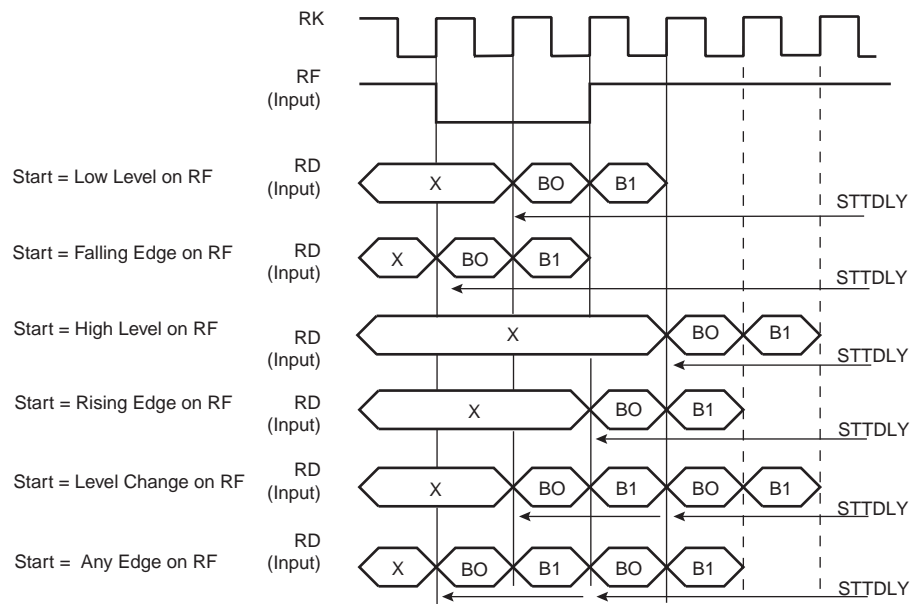 RK
RF
(Input)
Start = Low Level on RF
RD
(Input)
X
BO
B1
STTDLY
Start = Falling Edge on RF
RD
(Input)
X
BO
B1
STTDLY
Start = High Level on RF
RD
(Input)
X
BO
B1
STTDLY
Start = Rising Edge on RF
RD
(Input)
X
BO
B1
STTDLY
Start = Level Change on RF
RD
(Input)
X
BO
B1
BO
B1
STTDLY
Start = Any Edge on RF
RD
(Input)
X
BO
B1
BO
B1
STTDLY